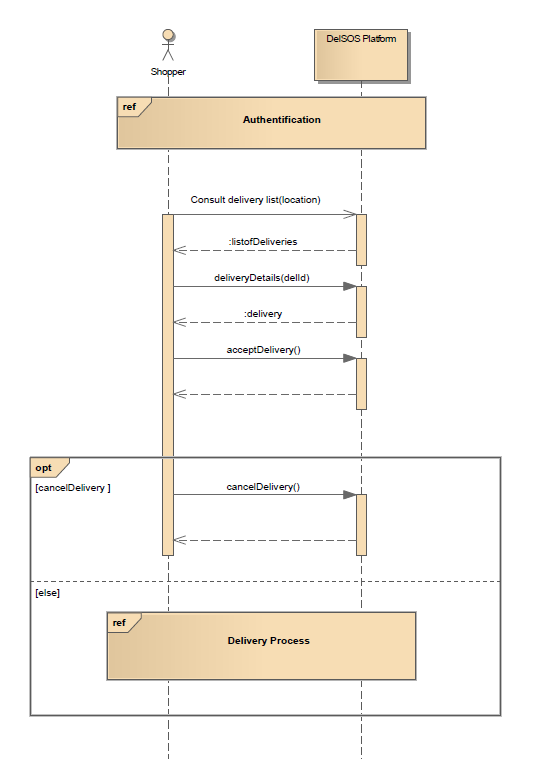 DelSOS Platform
Shopper
ref
Authentification
Consult delivery list(location)
:listofDeliveries
deliveryDetails(delId)
:delivery
acceptDelivery()
opt
[cancelDelivery ]
cancelDelivery()
[else]
ref
Delivery Process